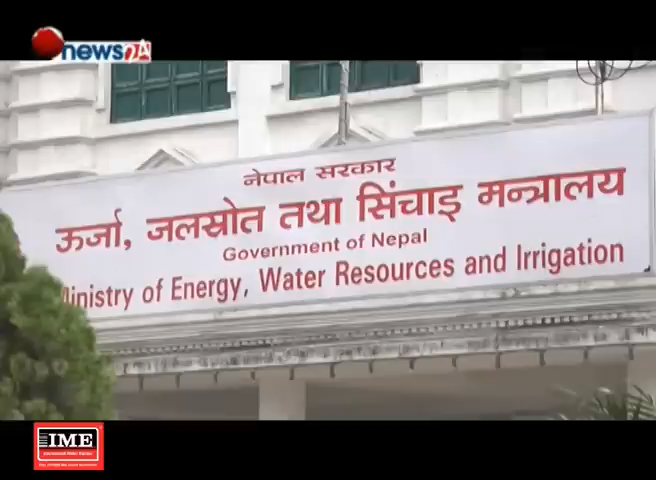 news24
नेपाल सरकार
ऊर्जा, जलस्रोत तथा सिंचाइ मन्त्रालय
Government of Nepal
Ministry of Energy, Water Resources and Irrigation
IME